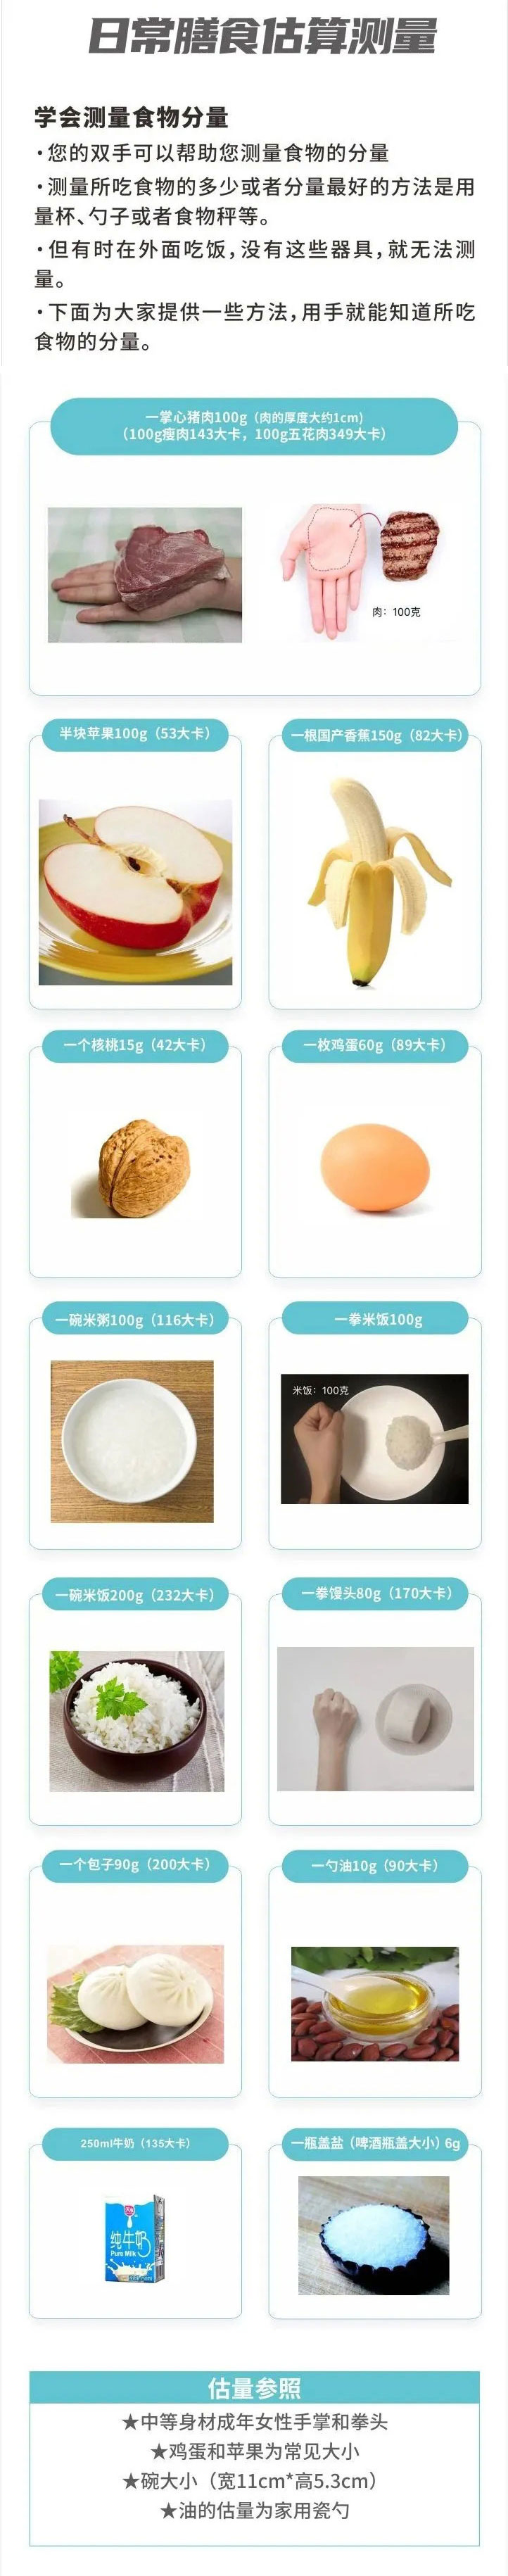 日常膳食估算测量
学会测量食物分量
·您的双手可以帮助您测量食物的分量
·测量所吃食物的多少或者分量最好的方法是用
量杯、勺子或者食物秤等。
·但有时在外面吃饭,没有这些器具,就无法测
量。
·下面为大家提供一些方法,用手就能知道所吃
食物的分量。
一掌心猪肉100g（肉的厚度大约1cm)
（100g瘦肉143大卡，100g五花肉349大卡）
肉：100克
半块苹果100g（53大卡）
一根国产香蕉150g（82大卡）
一个核桃15g（42大卡）
一枚鸡蛋60g（89大卡）
一碗米粥100g（116大卡）
一拳米饭100g
米饭：100克
一碗米饭200g（232大卡）
一拳馒头80g（170大卡）
一个包子90g（200大卡）
一勺油10g（90大卡）
250ml牛奶（135大卡）
纯牛奶
Pure Milk
一瓶盖盐（啤酒瓶盖大小）6g
估量参照
★中等身材成年女性手掌和拳头
★鸡蛋和苹果为常见大小
★碗大小（宽11cm*高5.3cm）
★油的估量为家用瓷勺